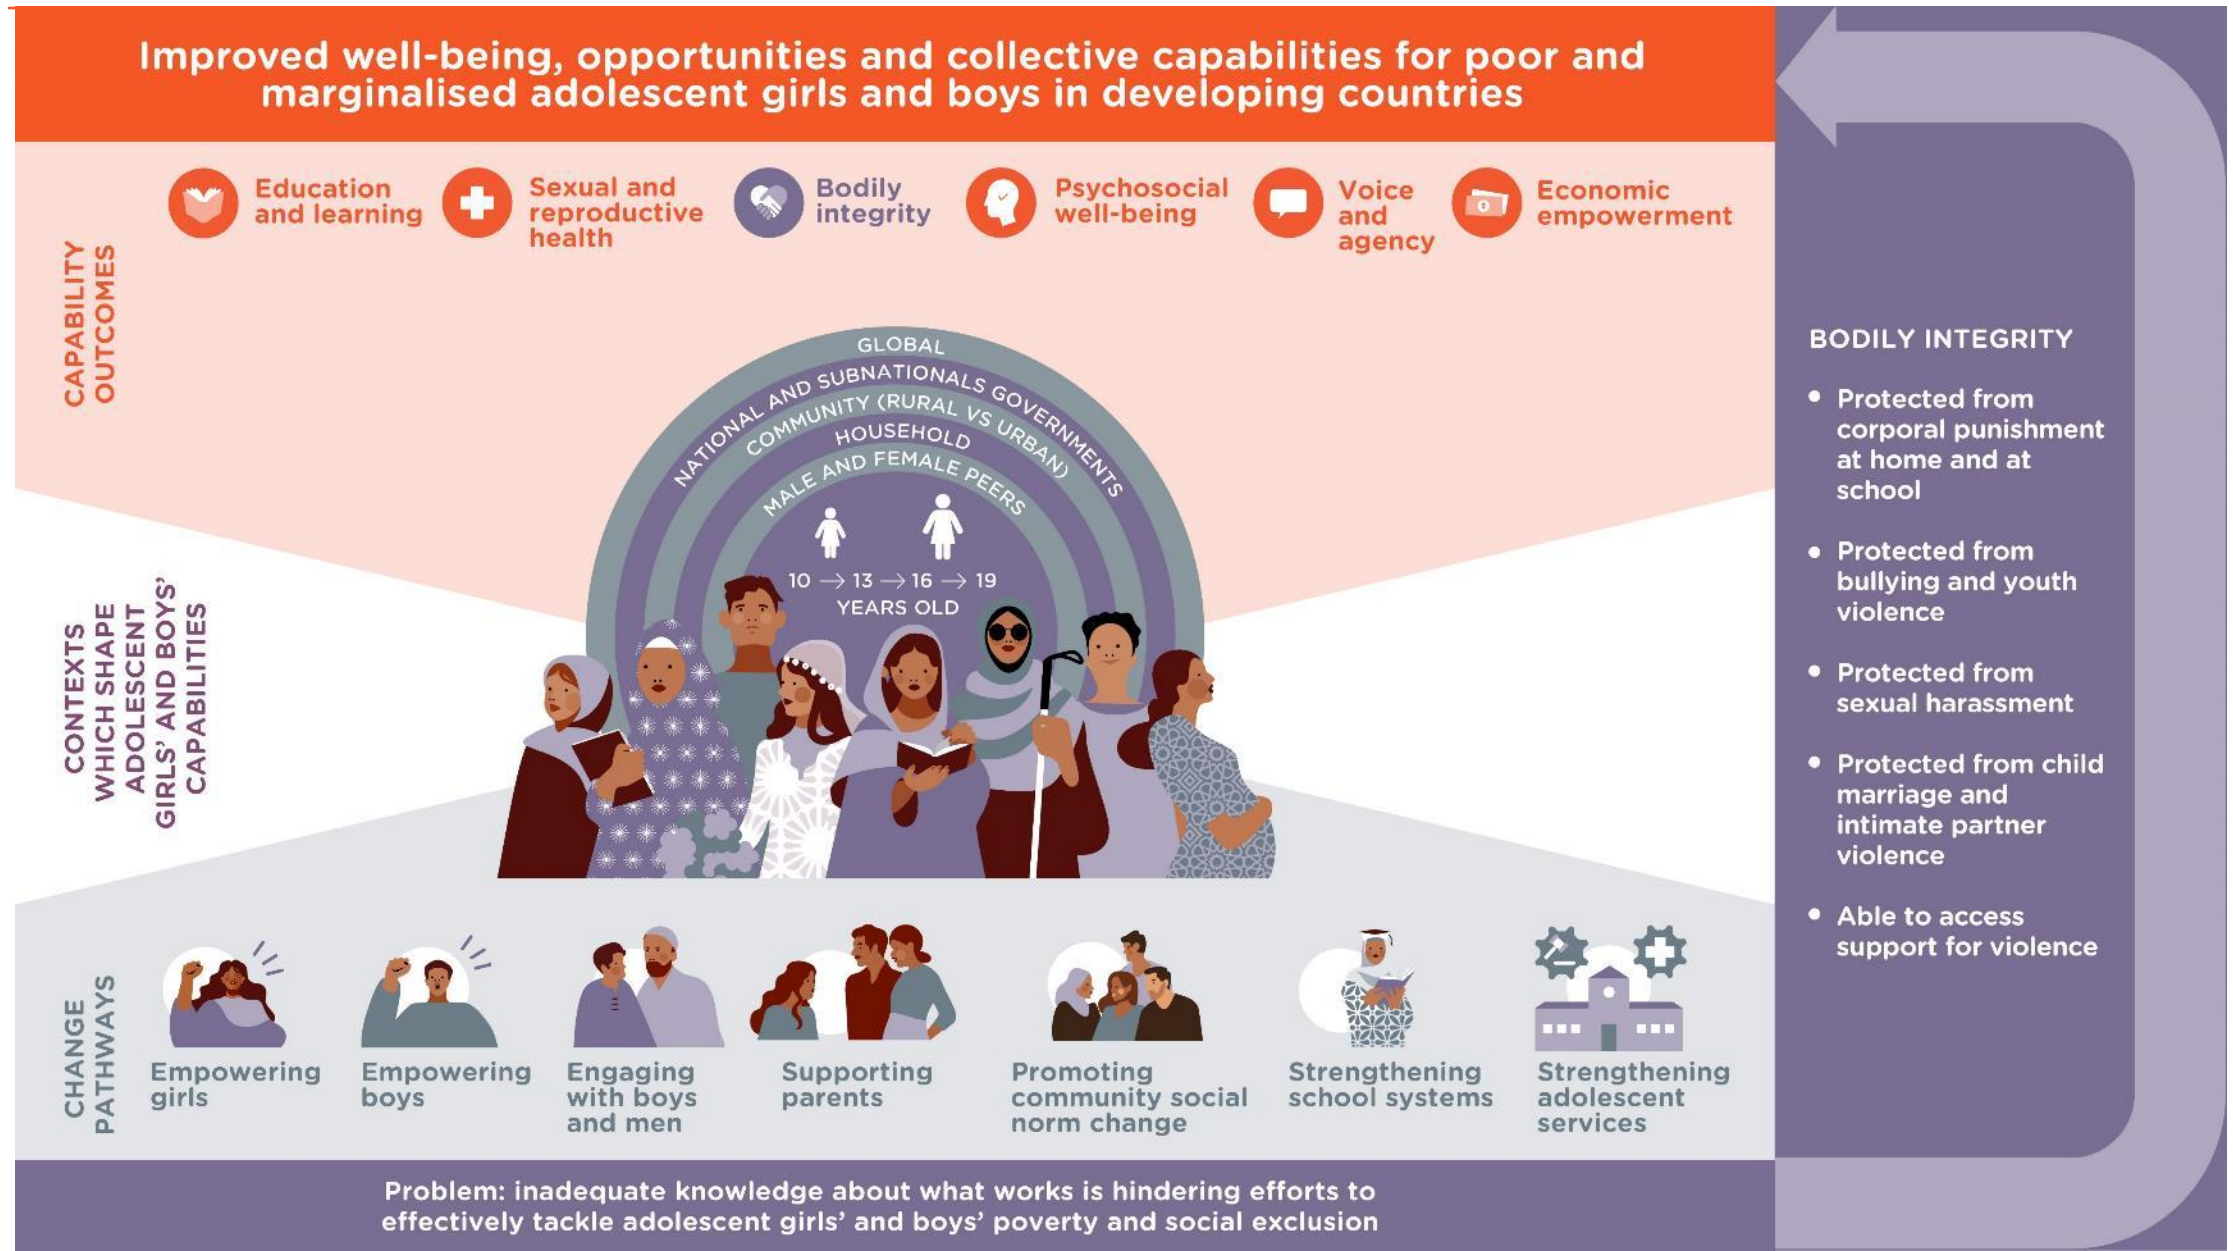 Improved well-being, opportunities and collective capabilities for poor and
marginalised adolescent girls and boys in developing countries
CAPABILITY
OUTCOMES
Education
and learning
Sexual and
reproductive
health
Bodily
integrity
Psychosocial
well-being
Voice
and
agency
Economic
empowerment
GLOBAL
NATIONAL AND SUBNATIONALS GOVERNMENTS
COMMUNITY (RURAL VS URBAN)
HOUSEHOLD
MALE AND FEMALE PEERS
10 → 13 → 16 → 19
YEARS OLD
CONTEXTS
WHICH SHAPE
ADOLESCENT
GIRLS' AND BOYS'
CAPABILITIES
CHANGE
PATHWAYS
Empowering
girls
Empowering
boys
Engaging
with boys
and men
Supporting
parents
Promoting
community social
norm change
Strengthening
school systems
Strengthening
adolescent
services
Problem: inadequate knowledge about what works is hindering efforts to
effectively tackle adolescent girls' and boys' poverty and social exclusion
BODILY INTEGRITY
• Protected from
corporal punishment
at home and at
school
• Protected from
bullying and youth
violence
• Protected from
sexual harassment
• Protected from child
marriage and
intimate partner
violence
• Able to access
support for violence